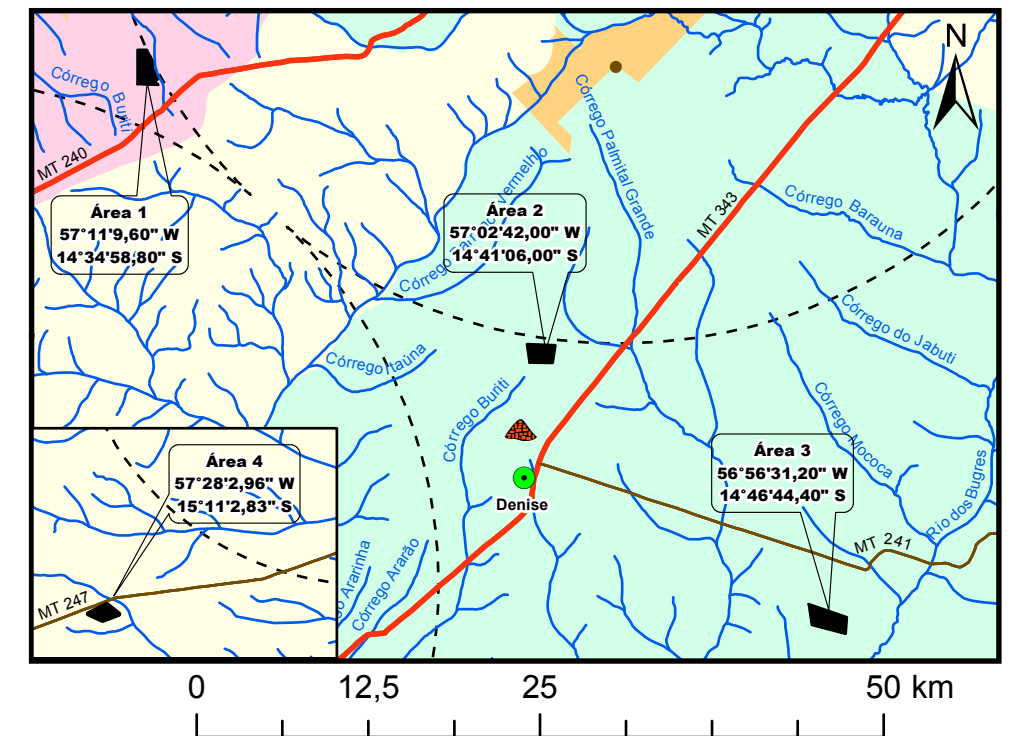 N
Córrego Buriti
MT 240
Córrego Palmital Grande
MT 343
Córrego Barauna
Área 1
57°11'9,60" W
14°34'58,80" S
Área 2
57°02'42,00" W
14°41'06,00" S
Vermelho
Córrego
Córrego Itaúna
Córrego do Jabuti
Córrego Buriti
Córrego Mococa
Área 3
56°56'31,20" W
14°46'44,40" S
Área 4
57°28'2,96" W
15°11'2,83" S
Denise
Rio dos Bugres
MT 241
Ararinha
Córrego Ararão
MT 247
0 12,5 25 50 km